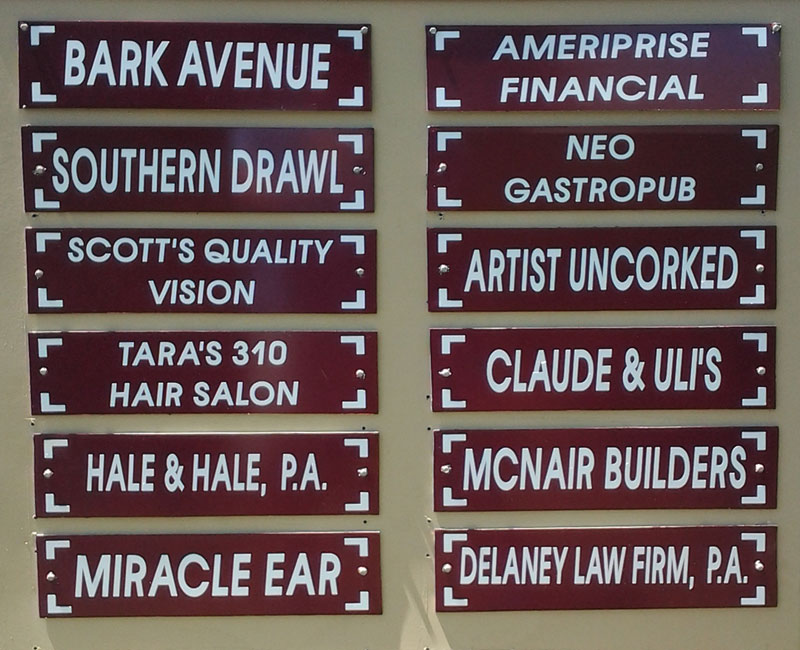 BARK AVENUE
SOUTHERN DRAWL
SCOTT'S QUALITY
VISION
TARA'S 310
HAIR SALON
HALE & HALE, P.A.
MIRACLE EAR
AMERIPRISE
FINANCIAL
NEO
GASTROPUB
ARTIST UNCORKED
CLAUDE & ULI'S
MCNAIR BUILDERS
DELANEY LAW FIRM, P.A.